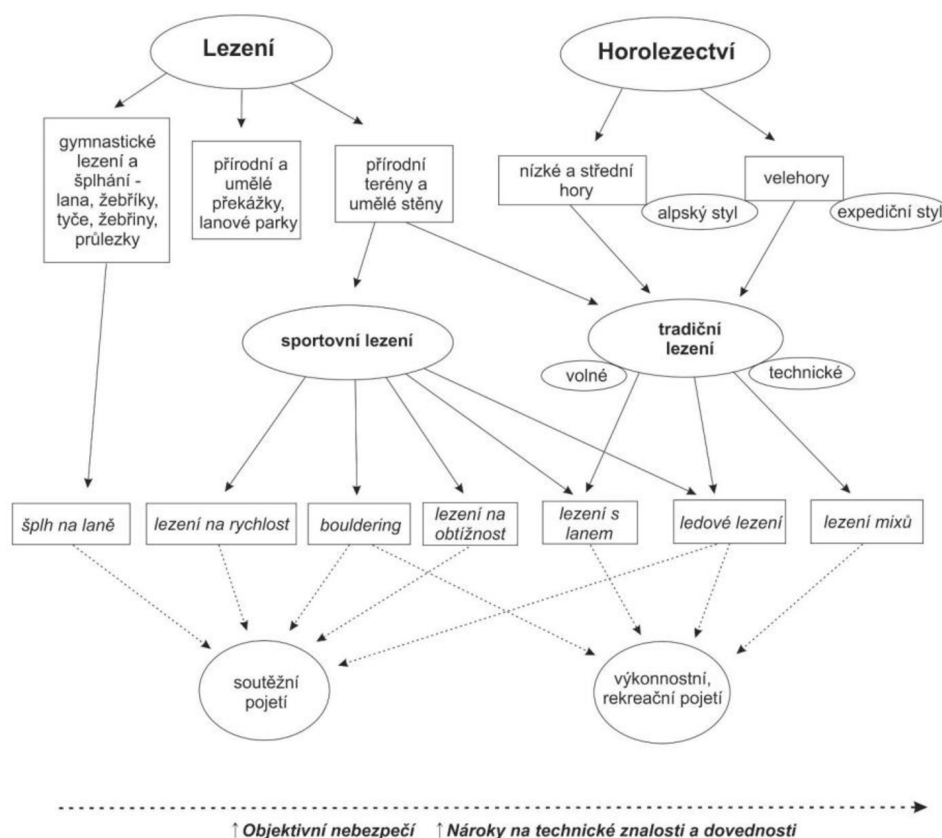 Lezení
Horolezectví
gymnastické
lezení a
šplhání -
lana, žebříky,
tyče, žebřiny,
průlezky
přírodní a
umělé
překážky,
lanové parky
přírodní
terény a
umělé stěny
nízké a střední
hory
alpský styl
velehory
expediční styl
sportovní lezení
tradiční
lezení
volné
technické
šplh na laně
lezení na rychlost
bouldering
lezení na
obtížnost
lezení s
lanem
ledové lezení
lezení mixů
soutěžní
pojetí
výkonnostní,
rekreační pojetí
↑ Objektivní nebezpečí ↑ Nároky na technické znalosti a dovednosti